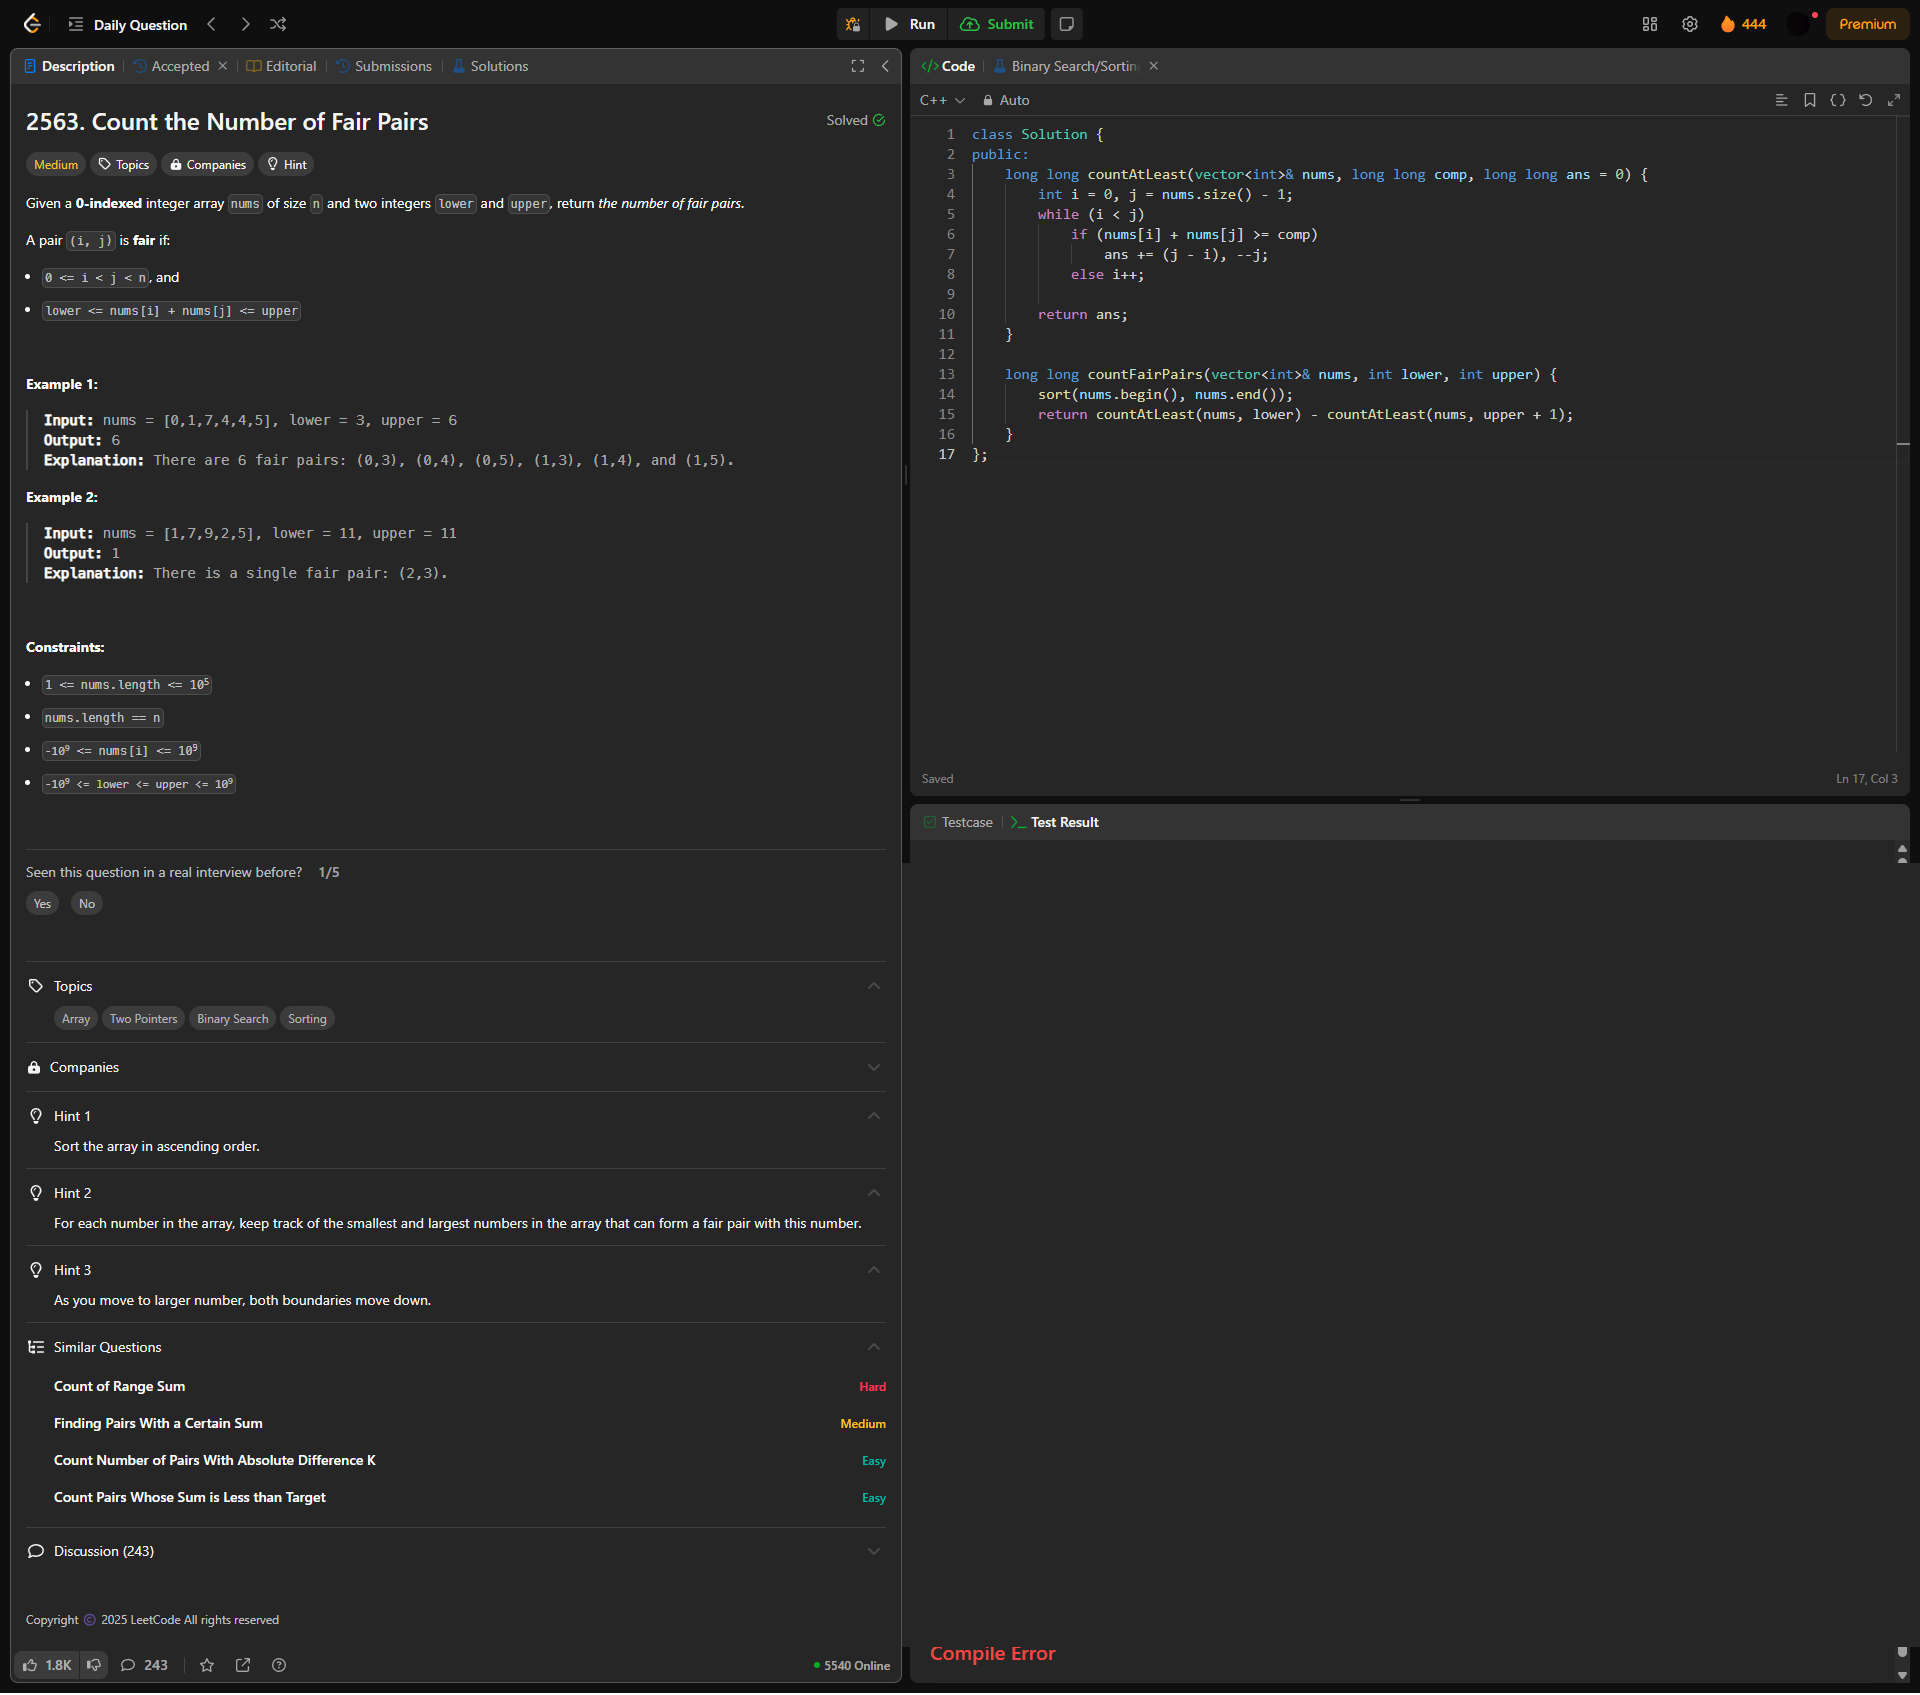 Daily Question
Run
Submit
444
Premium
Description
Accepted
Editorial
Submissions
Solutions
2563. Count the Number of Fair Pairs
Solved
Medium
Topics
Companies
Hint
Given a 0-indexed integer array nums of size n and two integers lower and upper, return the number of fair pairs.
A pair (i, j) is fair if:
0 <= i < j < n, and
lower <= nums[i] + nums[j] <= upper
Example 1:
Input: nums = [0,1,7,4,4,5], lower = 3, upper = 6
Output: 6
Explanation: There are 6 fair pairs: (0,3), (0,4), (0,5), (1,3), (1,4), and (1,5).
Example 2:
Input: nums = [1,7,9,2,5], lower = 11, upper = 11
Output: 1
Explanation: There is a single fair pair: (2,3).
Constraints:
1 <= nums.length <= 10^5
nums.length == n
-10^9 <= nums[i] <= 10^9
-10^9 <= lower <= upper <= 10^9
Seen this question in a real interview before? 1/5
Yes
No
Topics
Array
Two Pointers
Binary Search
Sorting
Companies
Hint 1
Sort the array in ascending order.
Hint 2
For each number in the array, keep track of the smallest and largest numbers in the array that can form a fair pair with this number.
Hint 3
As you move to larger number, both boundaries move down.
Similar Questions
Count of Range Sum
Hard
Finding Pairs With a Certain Sum
Medium
Count Number of Pairs With Absolute Difference K
Easy
Count Pairs Whose Sum is Less than Target
Easy
Discussion (243)
Copyright © 2025 LeetCode All rights reserved
1.8K
243
5540 Online
</> Code
Binary Search/Sortin
C++
Auto
1 class Solution {
2 public:
3 long long countAtLeast(vector<int>& nums, long long comp, long long ans = 0) {
4 int i = 0, j = nums.size() - 1;
5 while (i < j)
6 if (nums[i] + nums[j] >= comp)
7 ans += (j - i), --j;
8 else i++;
9
10 return ans;
11 }
12
13 long long countFairPairs(vector<int>& nums, int lower, int upper) {
14 sort(nums.begin(), nums.end());
15 return countAtLeast(nums, lower) - countAtLeast(nums, upper + 1);
16 }
17 };
Saved
Ln 17, Col 3
Testcase
Test Result
Compile Error